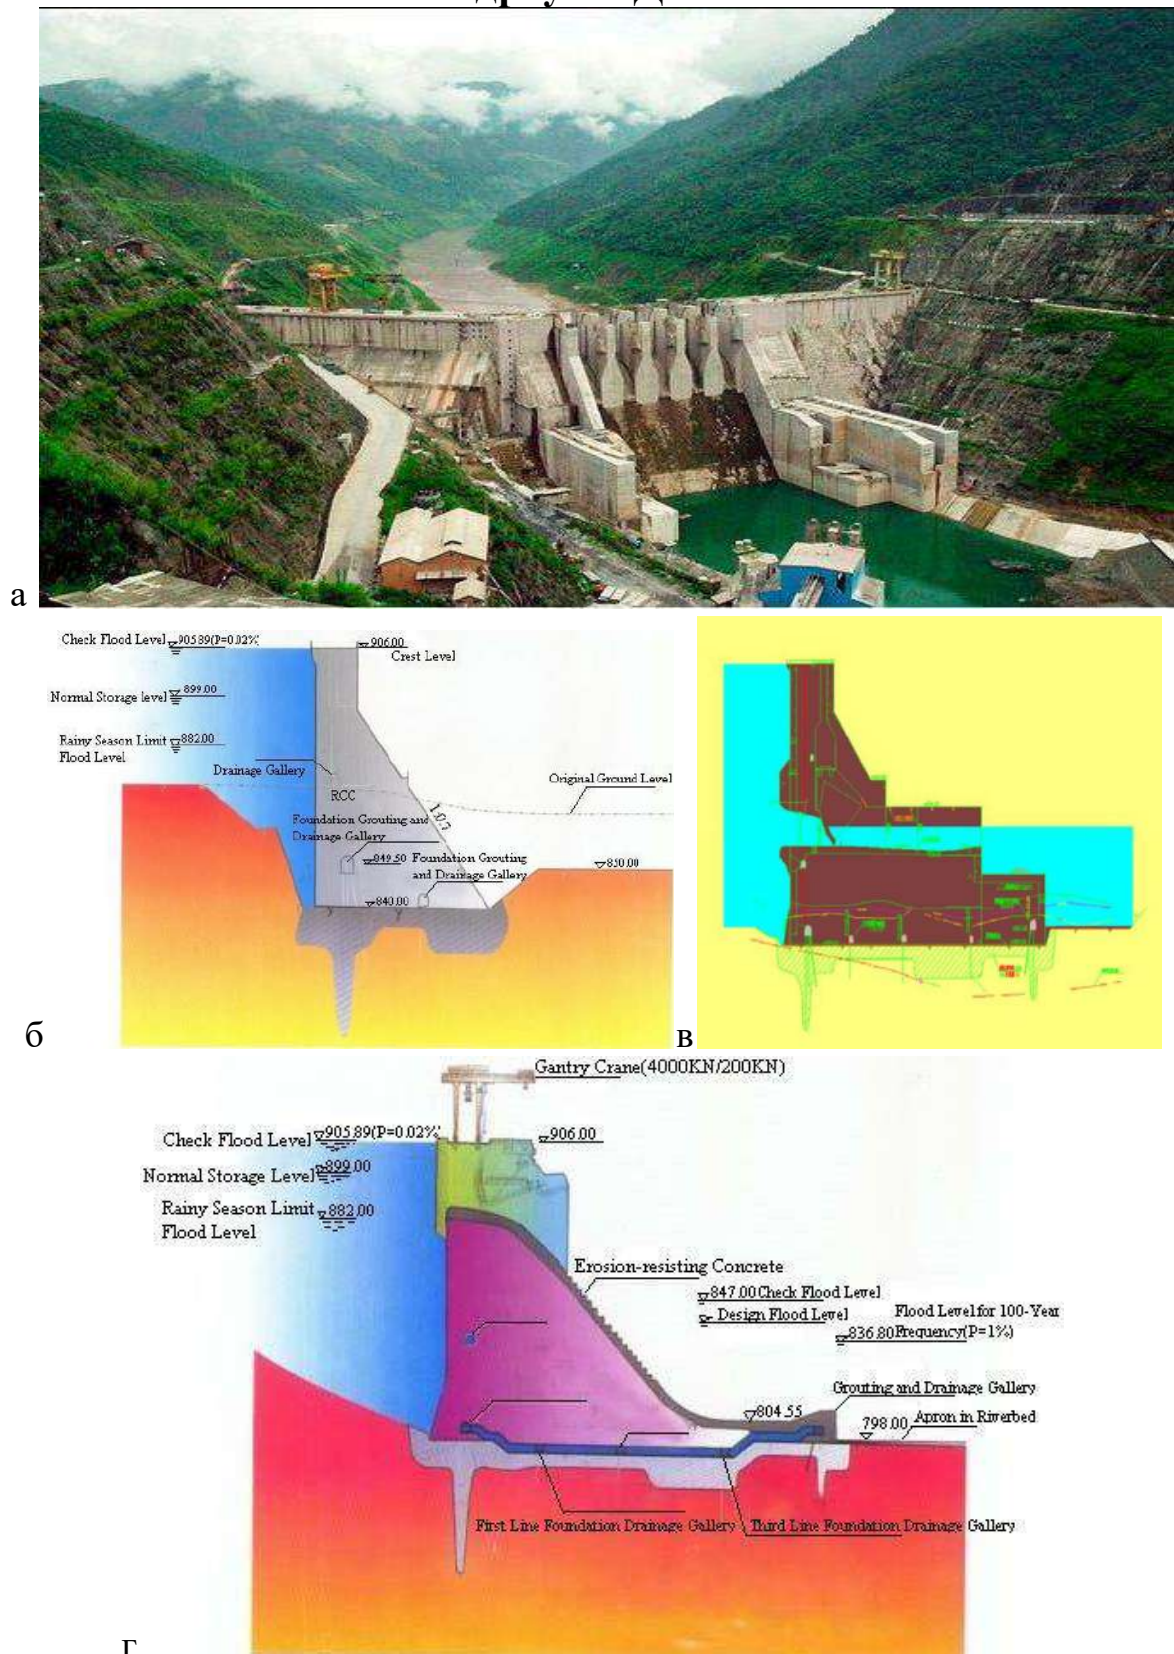 а
Check Flood Level 905.89(P=0.02%)
906.00
Crest Level
Normal Storage level 899.00
Rainy Season Limit 882.00
Flood Level
Drainage Gallery
Original Ground Level
RCC
1:0.7
Foundation Grouting and
Drainage Gallery
849.50
Foundation Grouting
and Drainage Gallery
850.00
840.00
б
в
Gantry Crane(4000KN/200KN)
Check Flood Level 905.89(P=0.02%
906.00
Normal Storage Level 899.00
Rainy Season Limit 882.00
Flood Level
Erosion-resisting Concrete
847.00 Check Flood Level
Design Flood Level
Flood Level for 100-Year
836.80 Frequency(P=1%)
Grouting and Drainage Gallery
804.55
798.00 Apron in Riverbed
First Line Foundation Drainage Gallery
Third Line Foundation Drainage Gallery
г